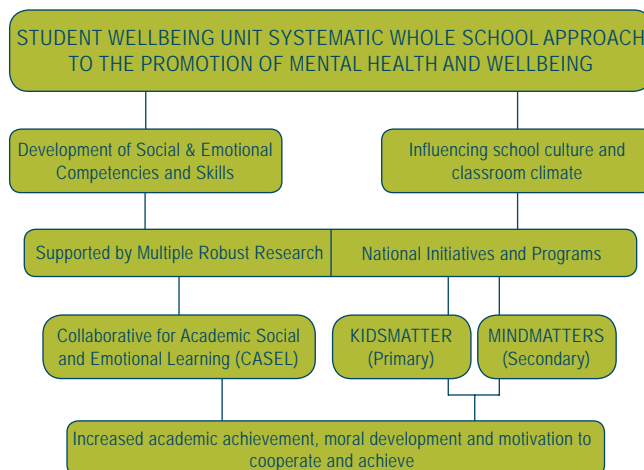 STUDENT WELLBEING UNIT SYSTEMATIC WHOLE SCHOOL APPROACH
TO THE PROMOTION OF MENTAL HEALTH AND WELLBEING
Development of Social & Emotional
Competencies and Skills
Influencing school culture and
classroom climate
Supported by Multiple Robust Research
National Initiatives and Programs
Collaborative for Academic Social
and Emotional Learning (CASEL)
KIDSMATTER
(Primary)
MINDMATTERS
(Secondary)
Increased academic achievement, moral development and motivation to
cooperate and achieve